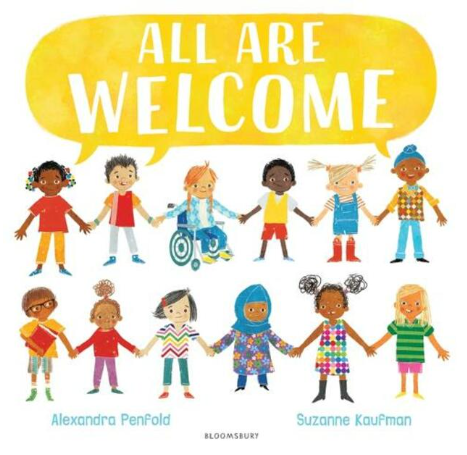 ALL ARE
WELCOME
Alexandra Penfold
Suzanne Kaufman
BLOOMSBURY